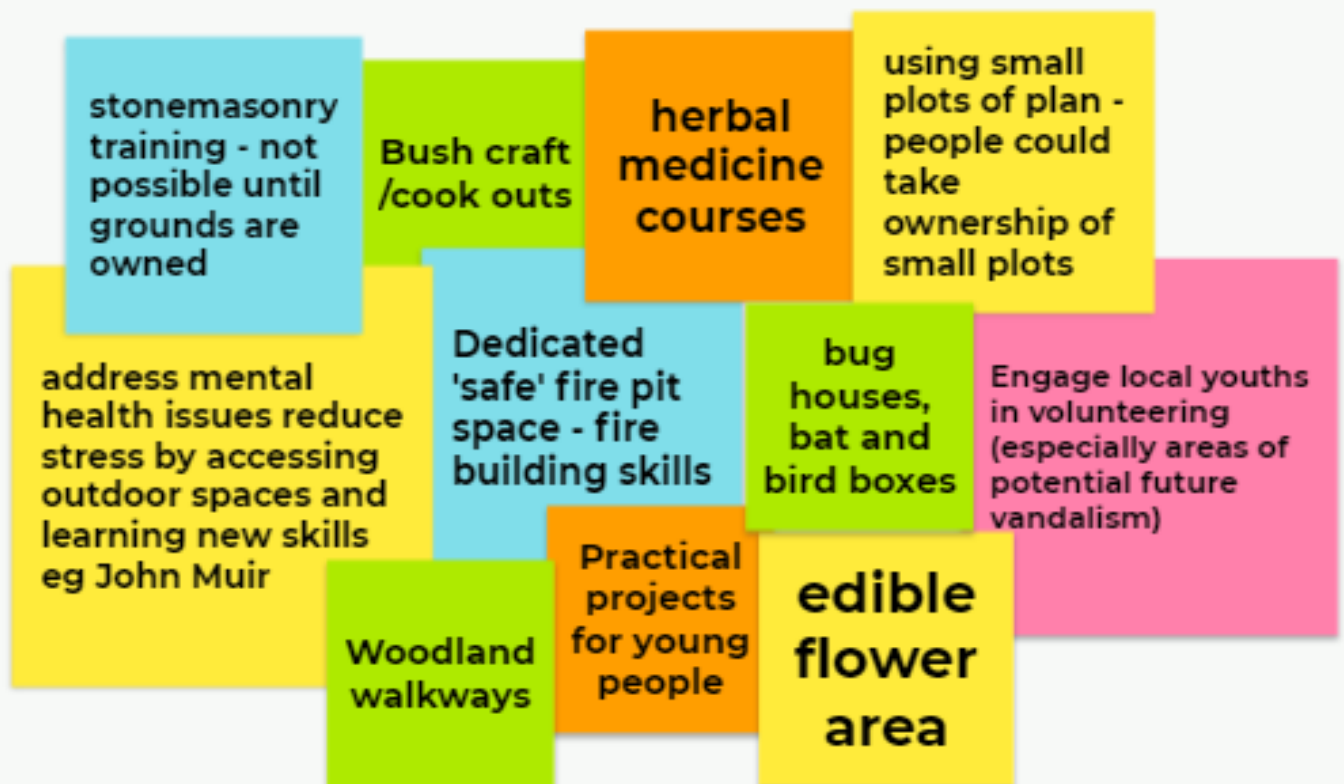 stonemasonry
training - not
possible until
grounds are
owned
Bush craft
/cook outs
herbal
medicine
courses
using small
plots of plan -
people could
take
ownership of
small plots
address mental
health issues reduce
stress by accessing
outdoor spaces and
learning new skills
eg John Muir
Dedicated
'safe' fire pit
space - fire
building skills
bug
houses,
bat and
bird boxes
Engage local youths
in volunteering
(especially areas of
potential future
vandalism)
Woodland
walkways
Practical
projects
for young
people
edible
flower
area